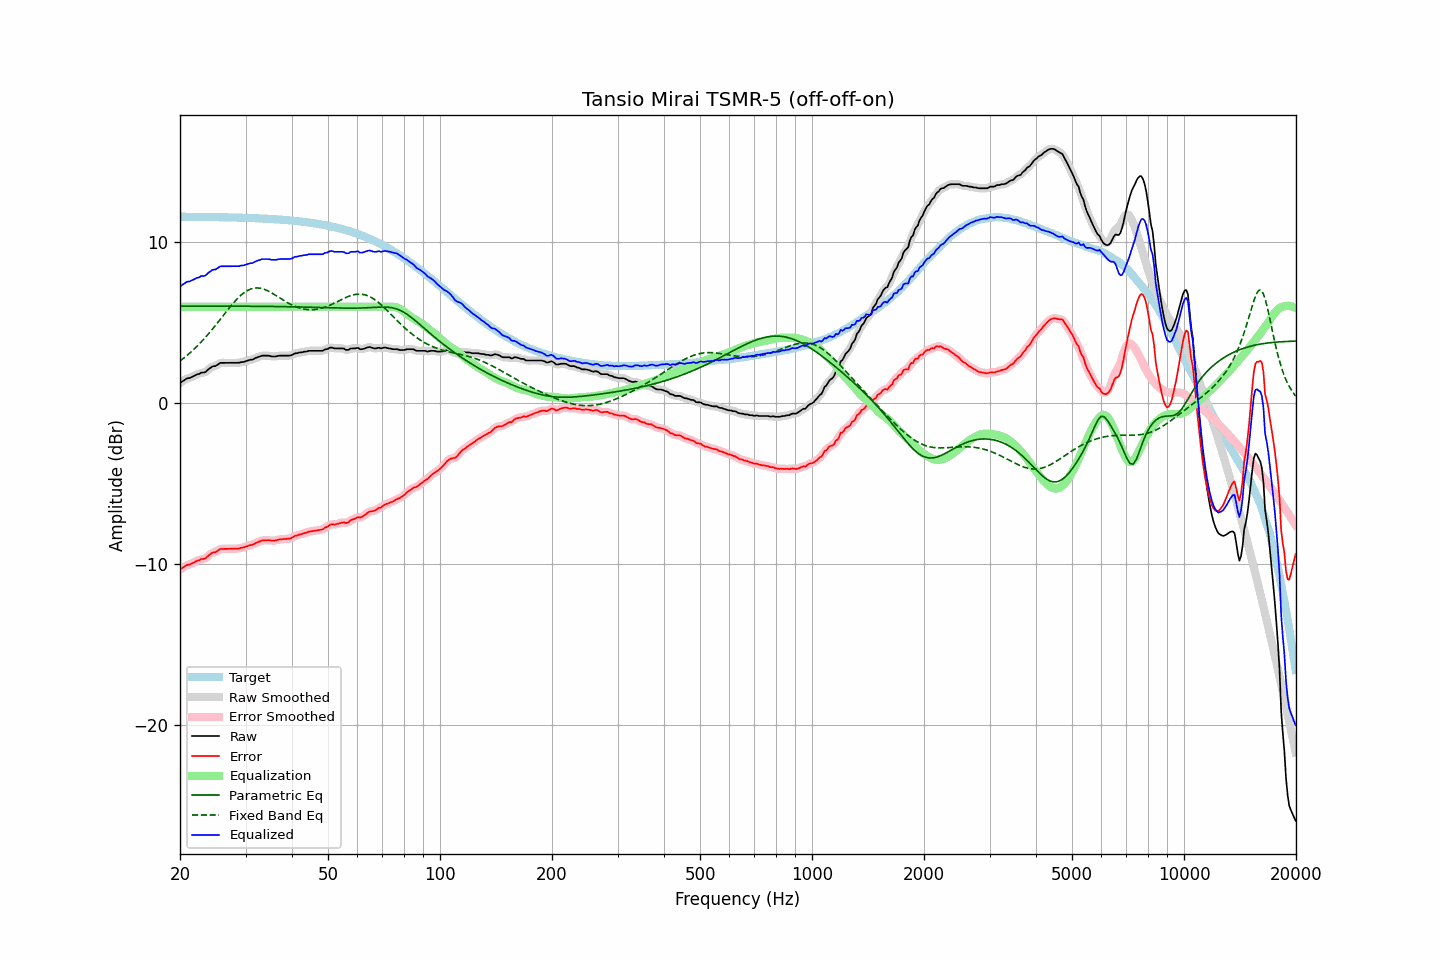 Tansio Mirai TSMR-5 (off-off-on)
Amplitude (dBr)
10
0
−10
−20
Target
Raw Smoothed
Error Smoothed
Raw
Error
Equalization
Parametric Eq
Fixed Band Eq
Equalized
20 50 100 200 500 1000 2000 5000 10000 20000
Frequency (Hz)